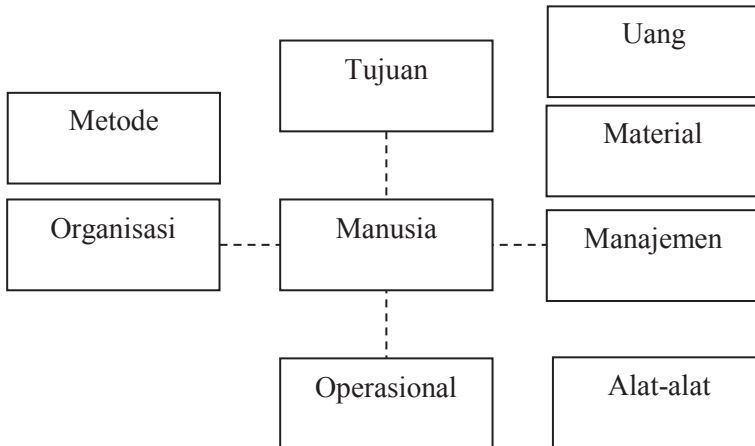 Uang
Tujuan
Metode
Material
Organisasi
Manusia
Manajemen
Operasional
Alat-alat